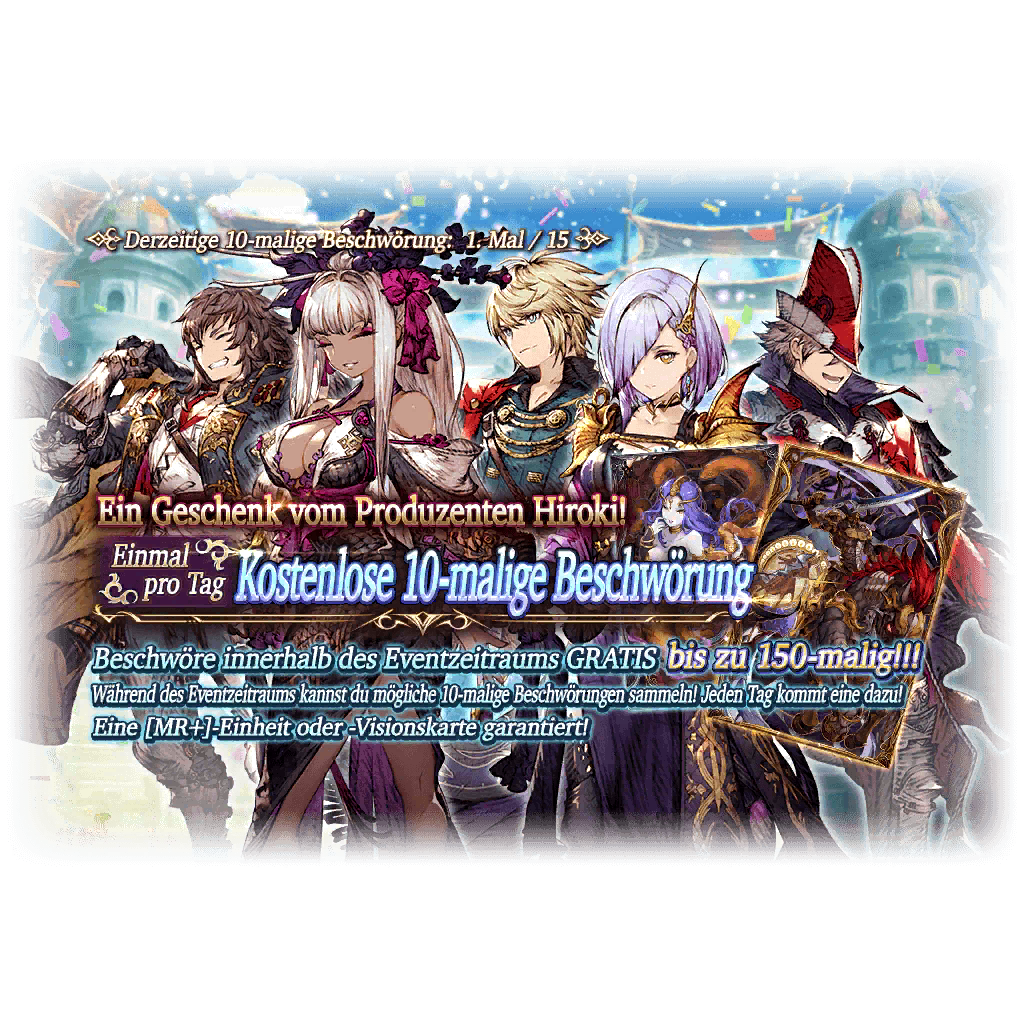 Derzeitige 10-malige Beschwörung: 1. Mal / 15
Ein Geschenk vom Produzenten Hiroki!
Einmal
pro Tag
Kostenlose 10-malige Beschwörung
Beschwöre innerhalb des Eventzeitraums GRATIS bis zu 150-malig!!!
Während des Eventzeitraums kannst du mögliche 10-malige Beschwörungen sammeln! Jeden Tag kommt eine dazu!
Eine [MR+]-Einheit oder -Visionskarte garantiert!